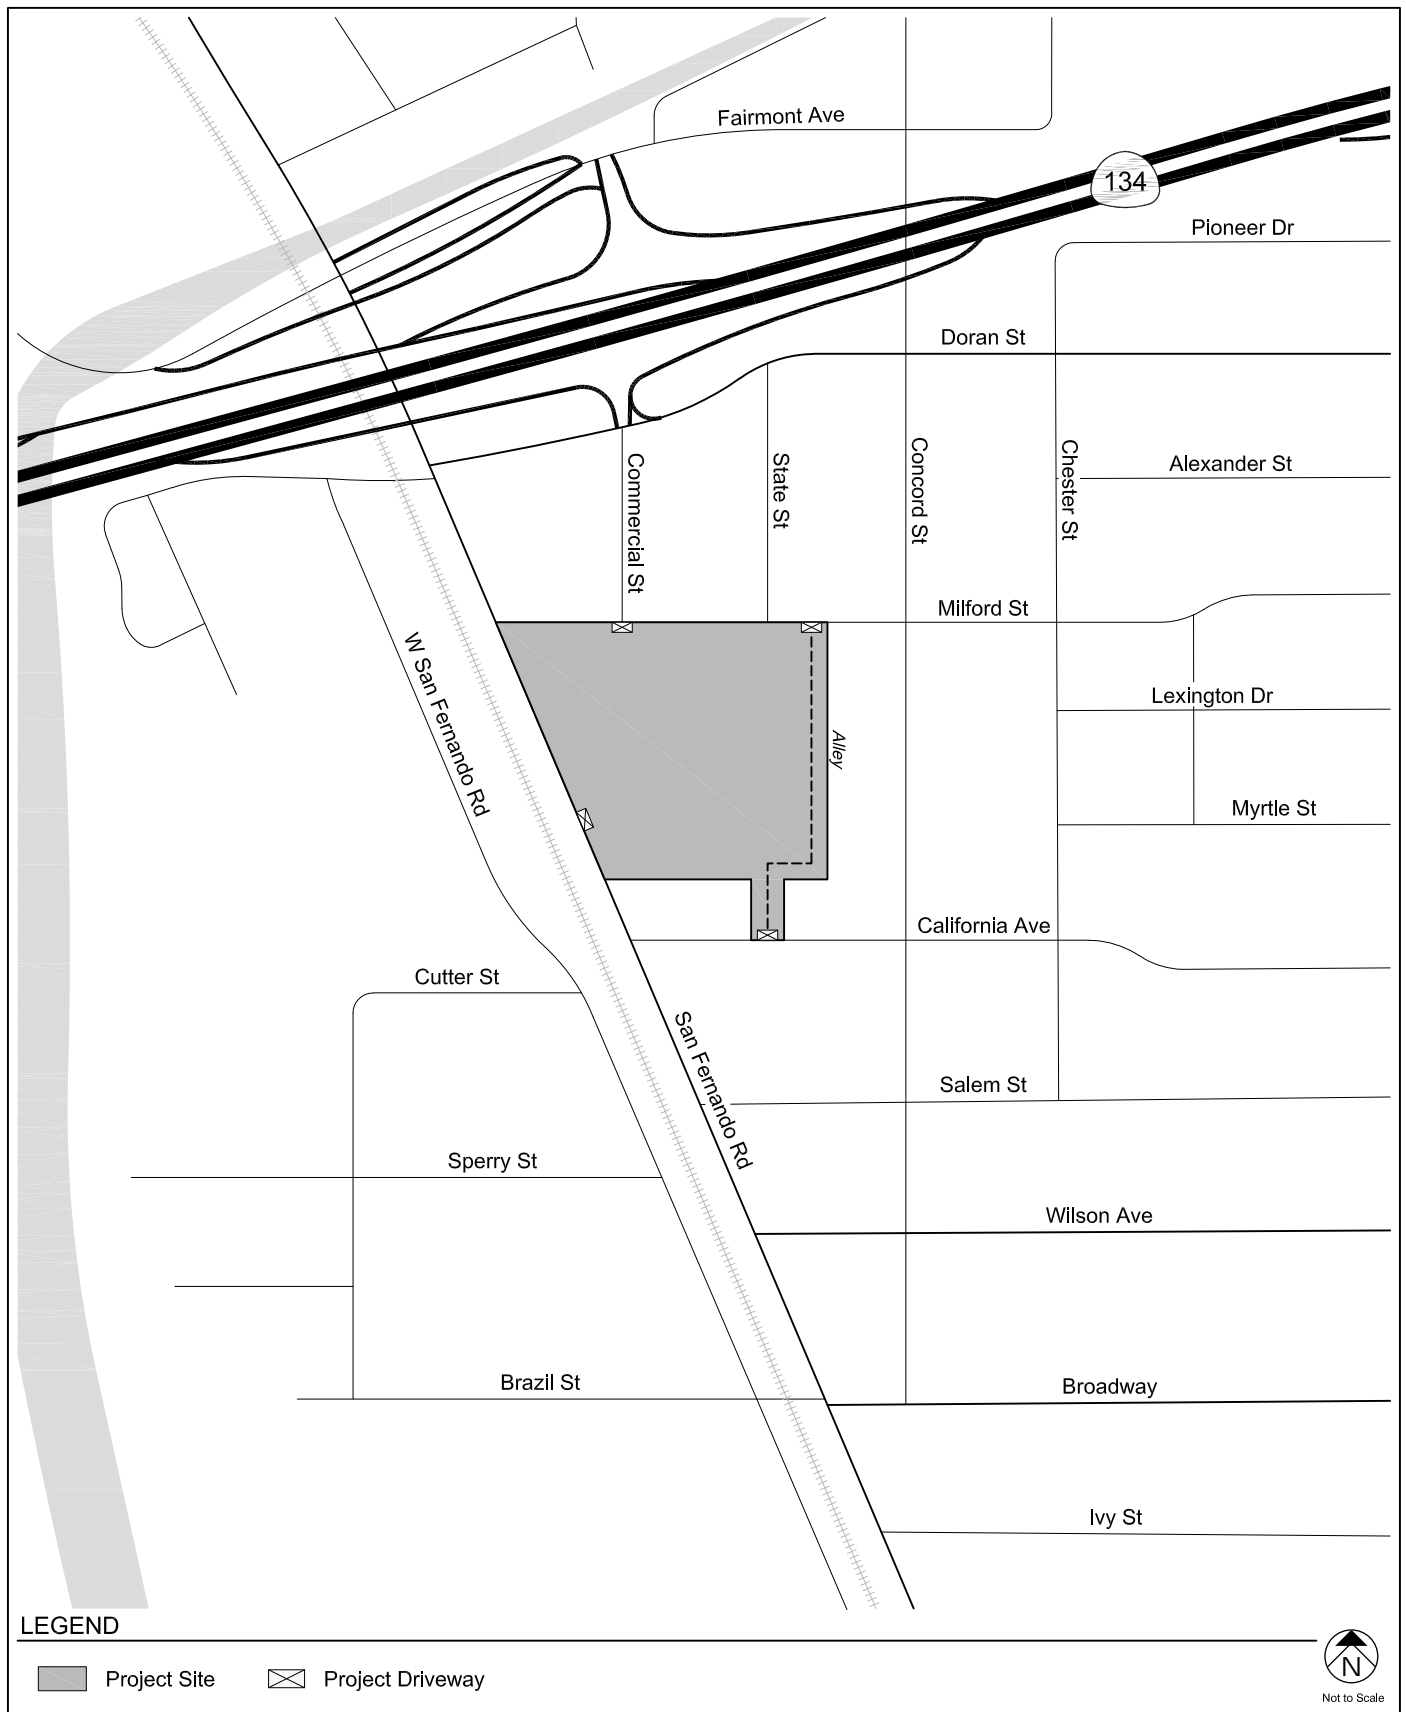 Fairmont Ave
134
Pioneer Dr
Doran St
Commercial St
State St
Concord St
Chester St
Alexander St
Milford St
W San Fernando Rd
Lexington Dr
Alley
Myrtle St
California Ave
Cutter St
San Fernando Rd
Salem St
Sperry St
Wilson Ave
Brazil St
Broadway
Ivy St
LEGEND
Project Site
Project Driveway
N
Not to Scale